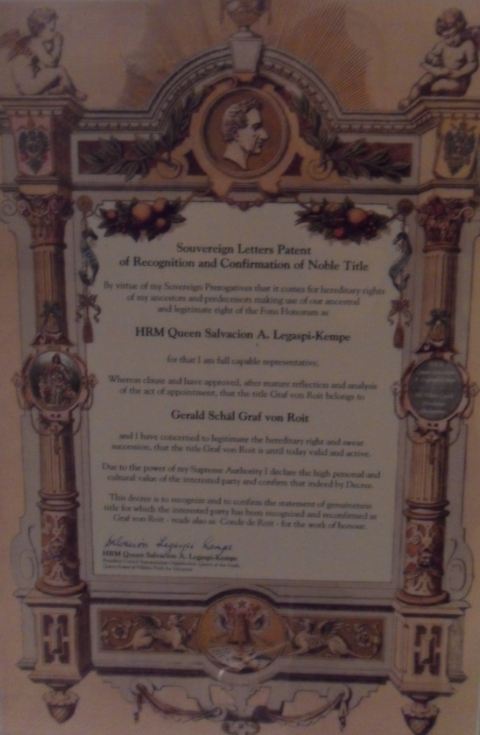 Souvereign Letters Patent
of Recognition and Confirmation of Noble Title
By virtue of my Sovereign Prerogatives that it comes for hereditary rights
of my ancestors and predecessors making use of our ancestral
and legitimate right of the Fons Honorum as
HRM Queen Salvacion A. Legaspi-Kempe
for that I am full capable representative;
Whereas clause and have approved, after mature reflection and analysis
of the act of appointment, that the title Graf von Roit belongs to
Gerald Schäl Graf von Roit
and I have concerned to legitimate the hereditary right and
succession, that the title Graf von Roit is until today valid and active.
Due to the power of my Supreme Authority I declare the high personal and
cultural value of the interested party and confirm that indeed by Decree.
This decree is to recognize and to confirm the statement of genuineness
title for which the interested party has been recognized and reconfirmed as
Graf von Roit - reads also as Conde de Roit - for the work of honour.
Salvacion Legaspi Kempe
HRM Queen Salvacion A. Legaspi-Kempe